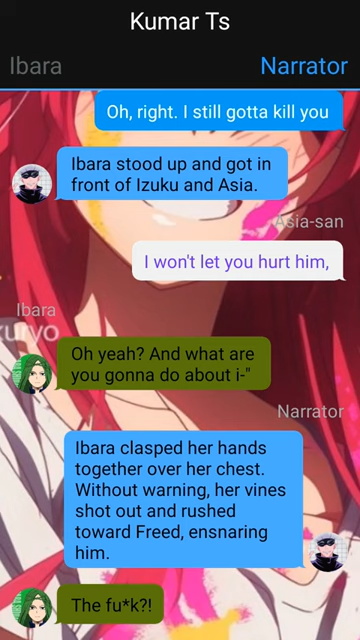 Kumar Ts
Ibara
Narrator
Oh, right. I still gotta kill you
Ibara stood up and got in
front of Izuku and Asia.
Asia-san
I won't let you hurt him,
Ibara
Oh yeah? And what are
you gonna do about i-"
Narrator
Ibara clasped her hands
together over her chest.
Without warning, her vines
shot out and rushed
toward Freed, ensnaring
him.
The fu*k?!